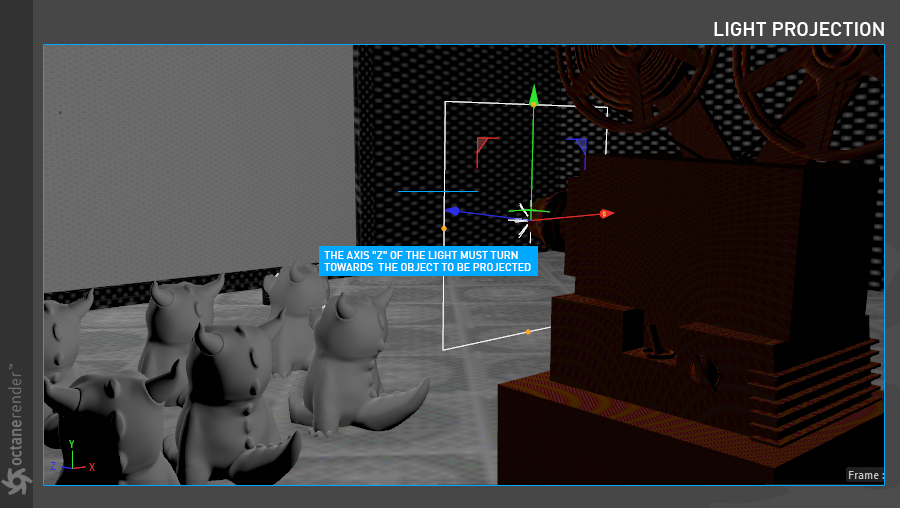 LIGHT PROJECTION
THE AXIS "Z" OF THE LIGHT MUST TURN
TOWARDS THE OBJECT TO BE PROJECTED
Y
Z X
Frame :
octanerender™